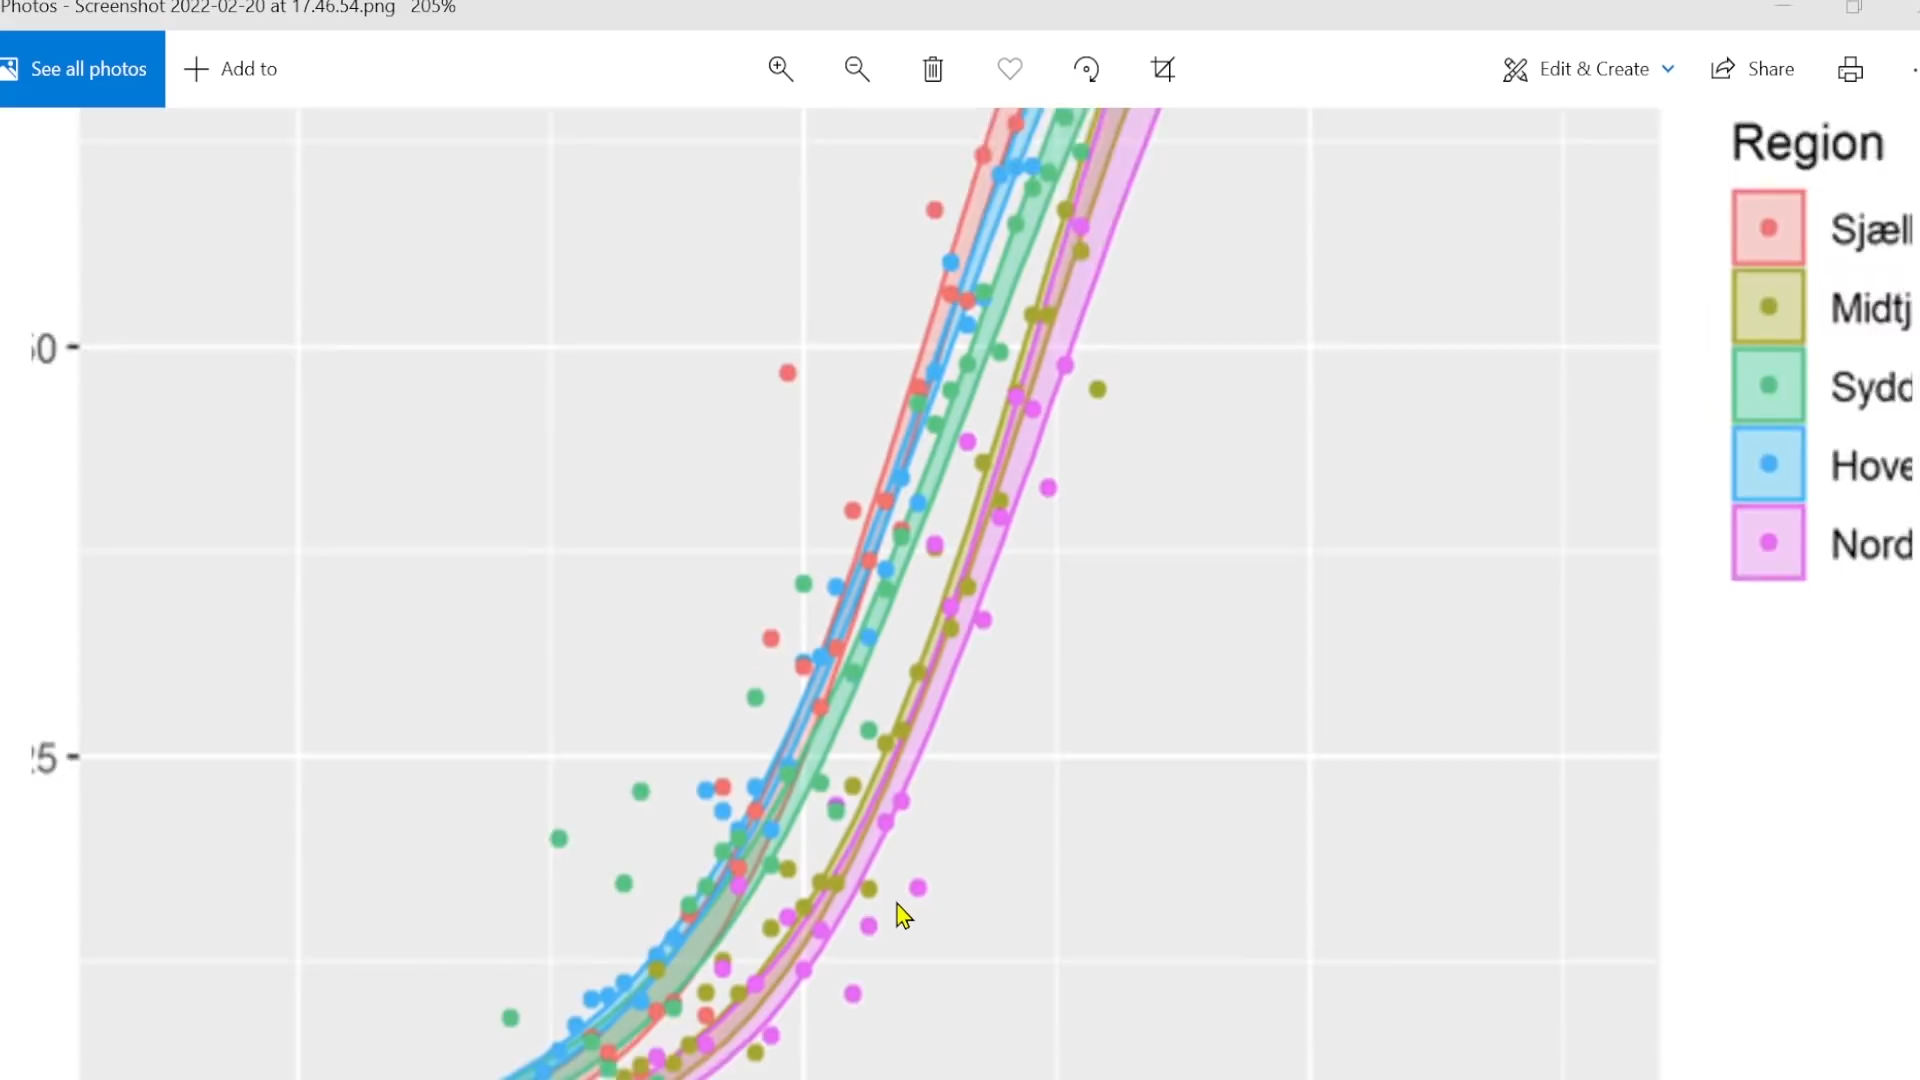 Photos - Screenshot 2022-02-20 at 17.46.54.png 205%
See all photos
Add to
Edit & Create
Share
Region
Sjæll
Midtj
Sydd
Hove
Nord